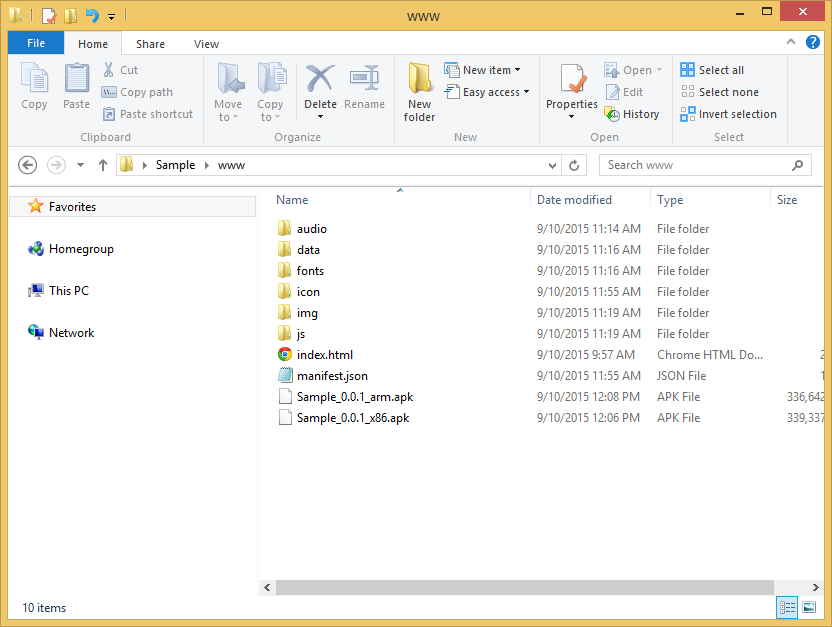 www
File Home Share View
Copy Paste Cut Copy path Paste shortcut Clipboard
Move to Copy to Delete Rename Organize
New folder New item Easy access New
Properties Open Edit History Open
Select all Select none Invert selection Select
Sample www Search www
Favorites
Homegroup
This PC
Network
Name Date modified Type Size
audio 9/10/2015 11:14 AM File folder
data 9/10/2015 11:16 AM File folder
fonts 9/10/2015 11:16 AM File folder
icon 9/10/2015 11:55 AM File folder
img 9/10/2015 11:19 AM File folder
js 9/10/2015 11:19 AM File folder
index.html 9/10/2015 9:57 AM Chrome HTML Do...
manifest.json 9/10/2015 11:55 AM JSON File
Sample_0.0.1_arm.apk 9/10/2015 12:08 PM APK File 336,642
Sample_0.0.1_x86.apk 9/10/2015 12:06 PM APK File 339,337
10 items